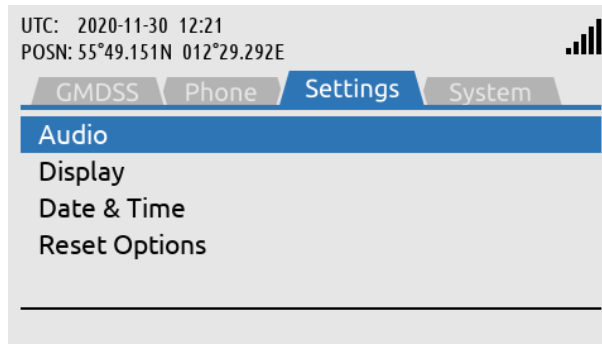 UTC: 2020-11-30 12:21
POSN: 55°49.151N 012°29.292E
GMDSS Phone Settings System
Audio
Display
Date & Time
Reset Options